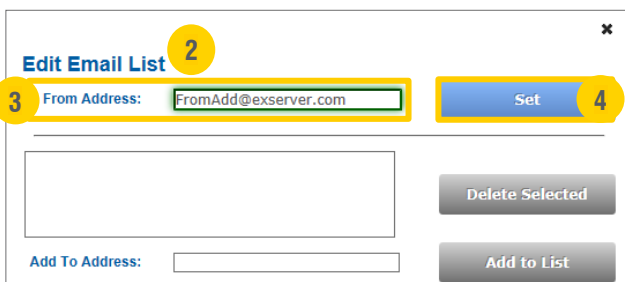 ✖
Edit Email List 2
3 From Address: FromAdd@exserver.com Set 4
Delete Selected
Add To Address: Add to List